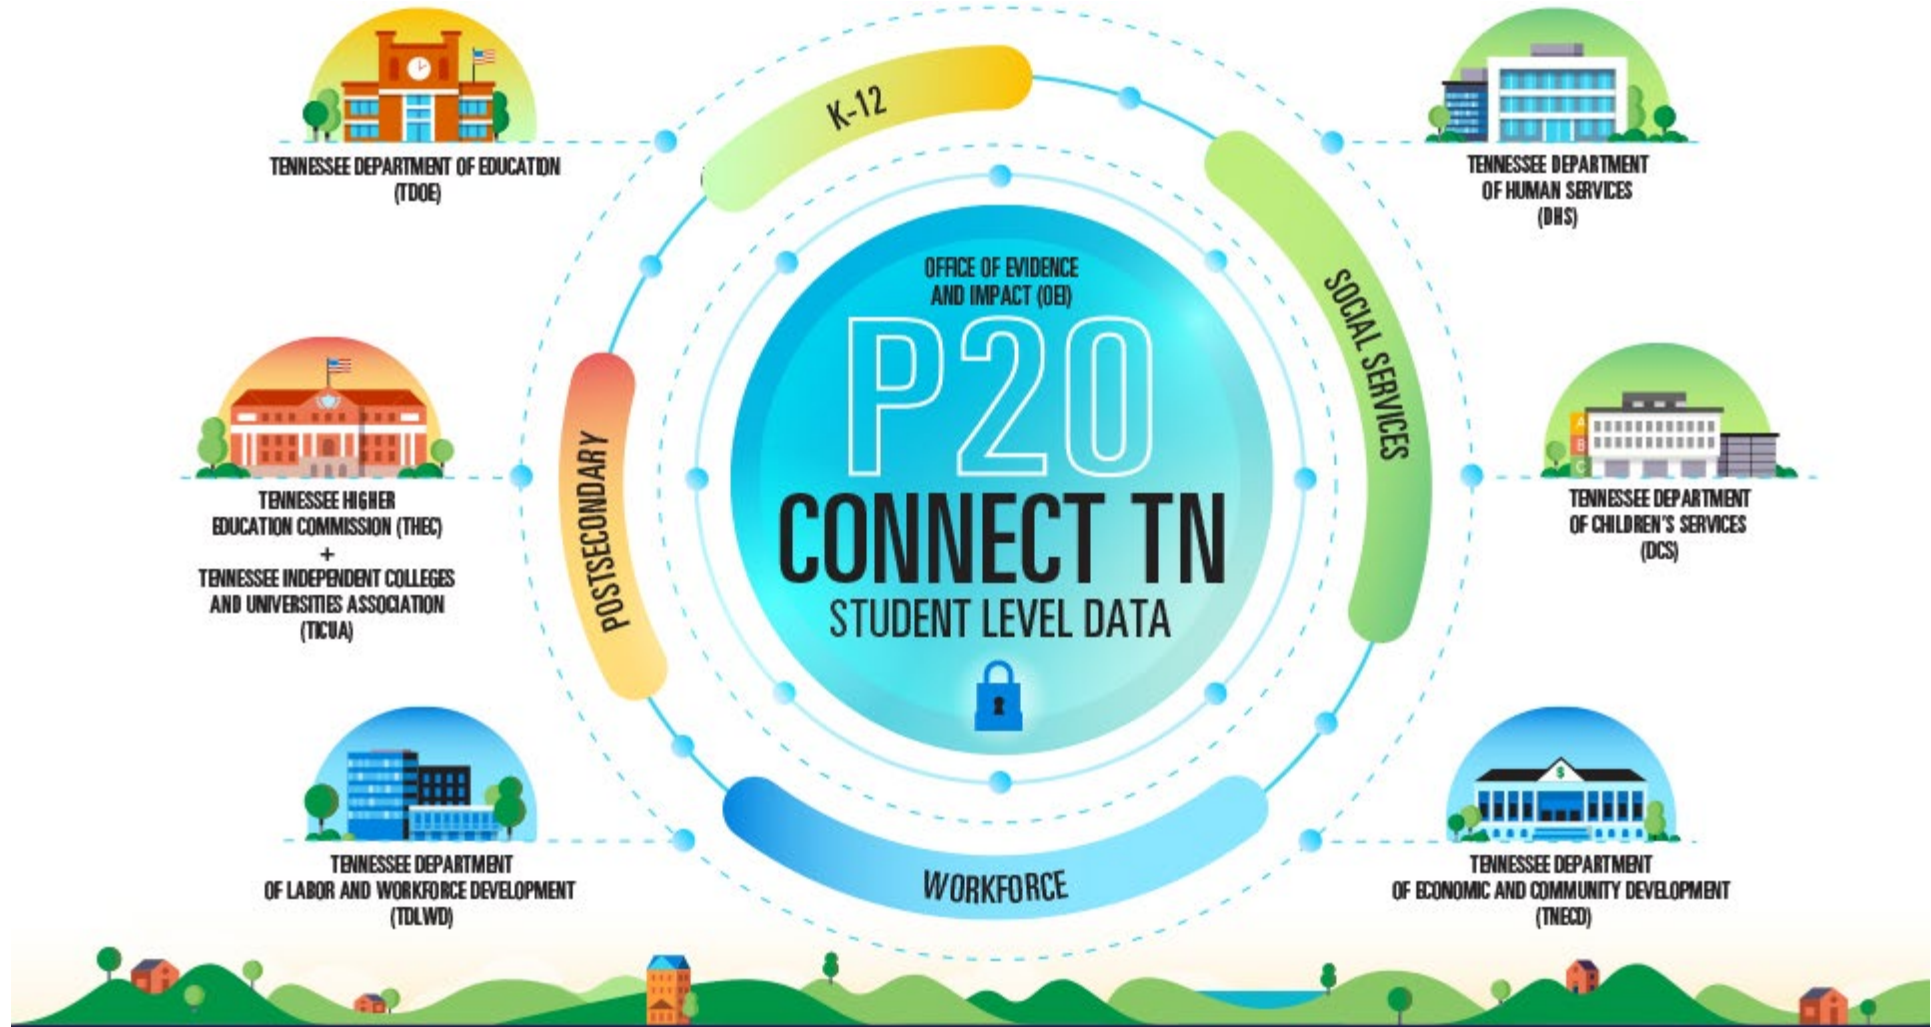 K-12
TENNESSEE DEPARTMENT OF EDUCATION
(TDOE)
TENNESSEE DEPARTMENT
OF HUMAN SERVICES
(DHS)
OFFICE OF EVIDENCE
AND IMPACT (OEI)
P20
CONNECT TN
STUDENT LEVEL DATA
SOCIAL SERVICES
POSTSECONDARY
TENNESSEE HIGHER
EDUCATION COMMISSION (THEC)
+
TENNESSEE INDEPENDENT COLLEGES
AND UNIVERSITIES ASSOCIATION
(TICUA)
A
B
C
TENNESSEE DEPARTMENT
OF CHILDREN'S SERVICES
(DCS)
TENNESSEE DEPARTMENT
OF LABOR AND WORKFORCE DEVELOPMENT
(TDLWD)
WORKFORCE
$
TENNESSEE DEPARTMENT
OF ECONOMIC AND COMMUNITY DEVELOPMENT
(TNECD)